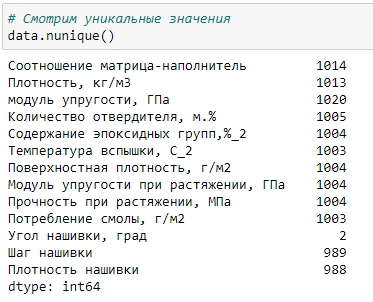 # Смотрим уникальные значения
data.nunique()
Соотношение матрица-наполнитель 1014
Плотность, кг/м3 1013
модуль упругости, ГПа 1020
Количество отвердителя, м.% 1005
Содержание эпоксидных групп,%_2 1004
Температура вспышки, С_2 1003
Поверхностная плотность, г/м2 1004
Модуль упругости при растяжении, ГПа 1004
Прочность при растяжении, МПа 1004
Потребление смолы, г/м2 1003
Угол нашивки, град 2
Шаг нашивки 989
Плотность нашивки 988
dtype: int64